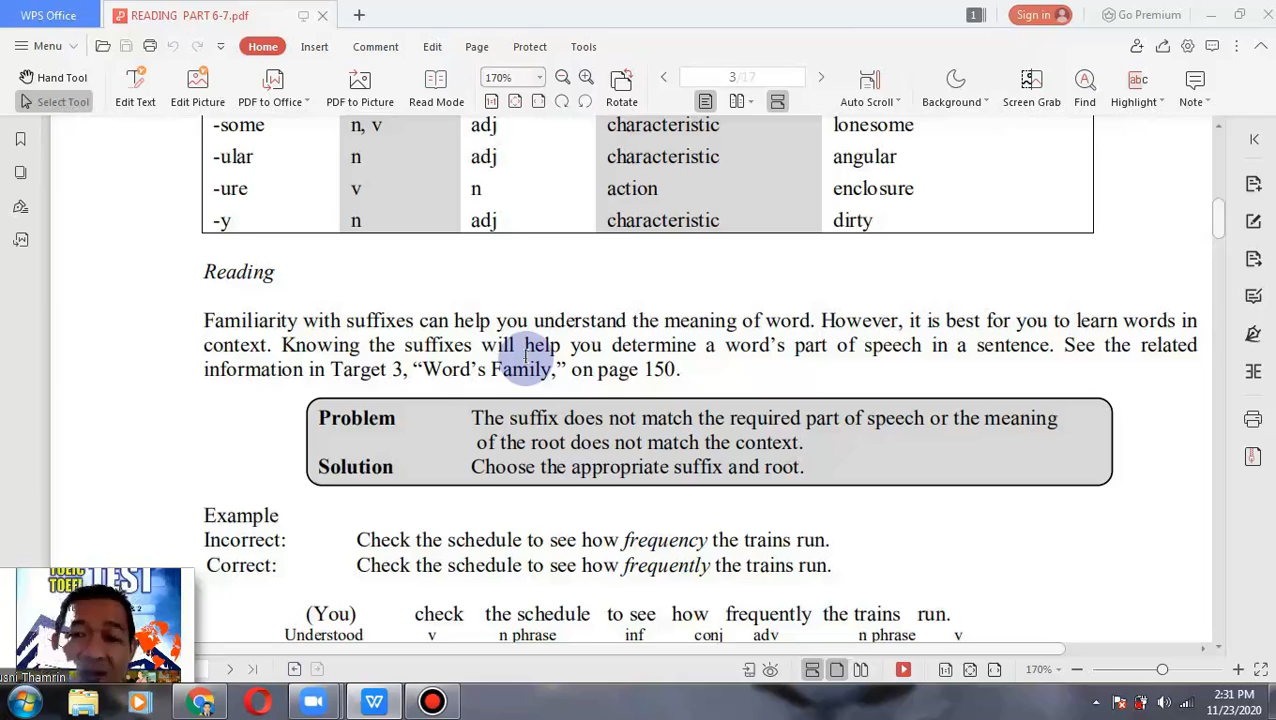 WPS Office
READING PART 6-7.pdf
1
Sign in
Go Premium
Menu
Home
Insert
Comment
Edit
Page
Protect
Tools
Hand Tool
Select Tool
Edit Text
Edit Picture
PDF to Office
PDF to Picture
Read Mode
170%
Rotate
3/17
Auto Scroll
Background
Screen Grab
Find
Highlight
Note
-some n, v adj characteristic lonesome
-ular n adj characteristic angular
-ure v n action enclosure
-y n adj characteristic dirty
Reading
Familiarity with suffixes can help you understand the meaning of word. However, it is best for you to learn words in
context. Knowing the suffixes will help you determine a word's part of speech in a sentence. See the related
information in Target 3, “Word's Family,” on page 150.
Problem The suffix does not match the required part of speech or the meaning
of the root does not match the context.
Solution Choose the appropriate suffix and root.
Example
Incorrect: Check the schedule to see how frequency the trains run.
Correct: Check the schedule to see how frequently the trains run.
(You) check the schedule to see how frequently the trains run.
Understood v n phrase inf conj adv n phrase v
TOEIC
TOEFL
TEST
usni Thamrin
170%
2:31 PM
11/23/2020